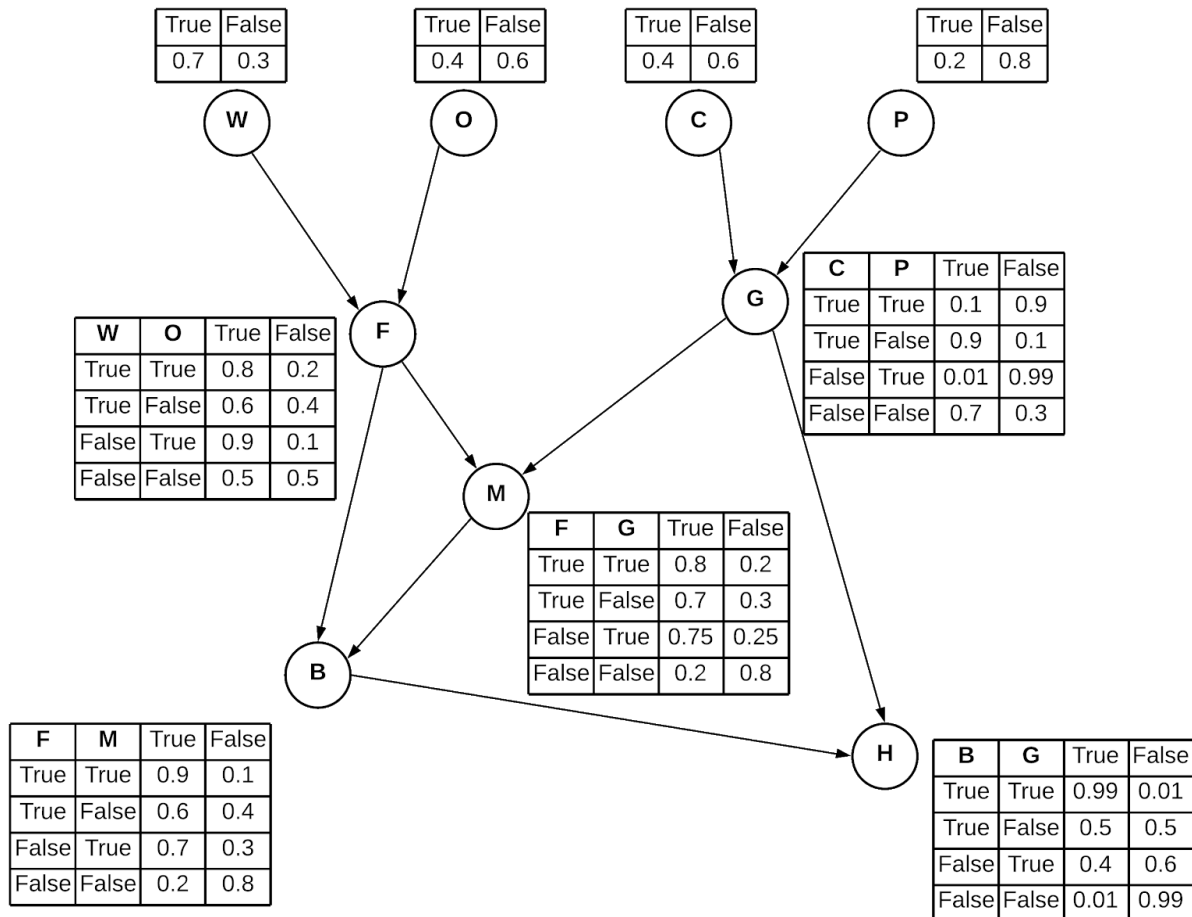 True False True False True False True False
0.7 0.3 0.4 0.6 0.4 0.6 0.2 0.8
W O C P
G
C P True False
True True 0.1 0.9
True False 0.9 0.1
False True 0.01 0.99
False False 0.7 0.3
F
W O True False
True True 0.8 0.2
True False 0.6 0.4
False True 0.9 0.1
False False 0.5 0.5
M
F G True False
True True 0.8 0.2
True False 0.7 0.3
False True 0.75 0.25
False False 0.2 0.8
B
F M True False
True True 0.9 0.1
True False 0.6 0.4
False True 0.7 0.3
False False 0.2 0.8
H
B G True False
True True 0.99 0.01
True False 0.5 0.5
False True 0.4 0.6
False False 0.01 0.99